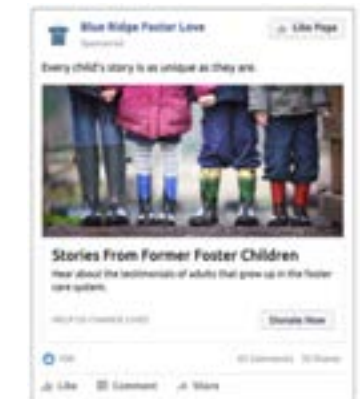 Blue Ridge Foster Love
Sponsored
Like Page
Every child's story is as unique as they are.
Stories From Former Foster Children
Hear about the testimonials of adults that grew up in the foster
care system.
Donate Now
Like Comment Share